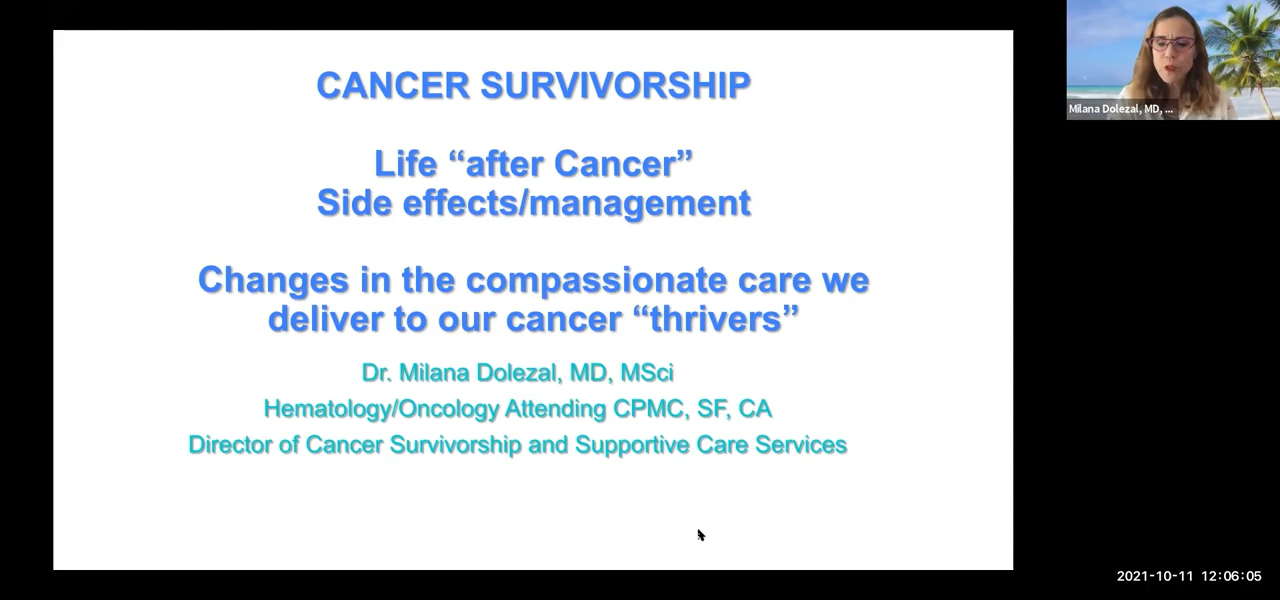 CANCER SURVIVORSHIP
Life “after Cancer”
Side effects/management
Changes in the compassionate care we
deliver to our cancer “thrivers”
Dr. Milana Dolezal, MD, MSci
Hematology/Oncology Attending CPMC, SF, CA
Director of Cancer Survivorship and Supportive Care Services
Milana Dolezal, MD, ...
2021-10-11 12:06:05